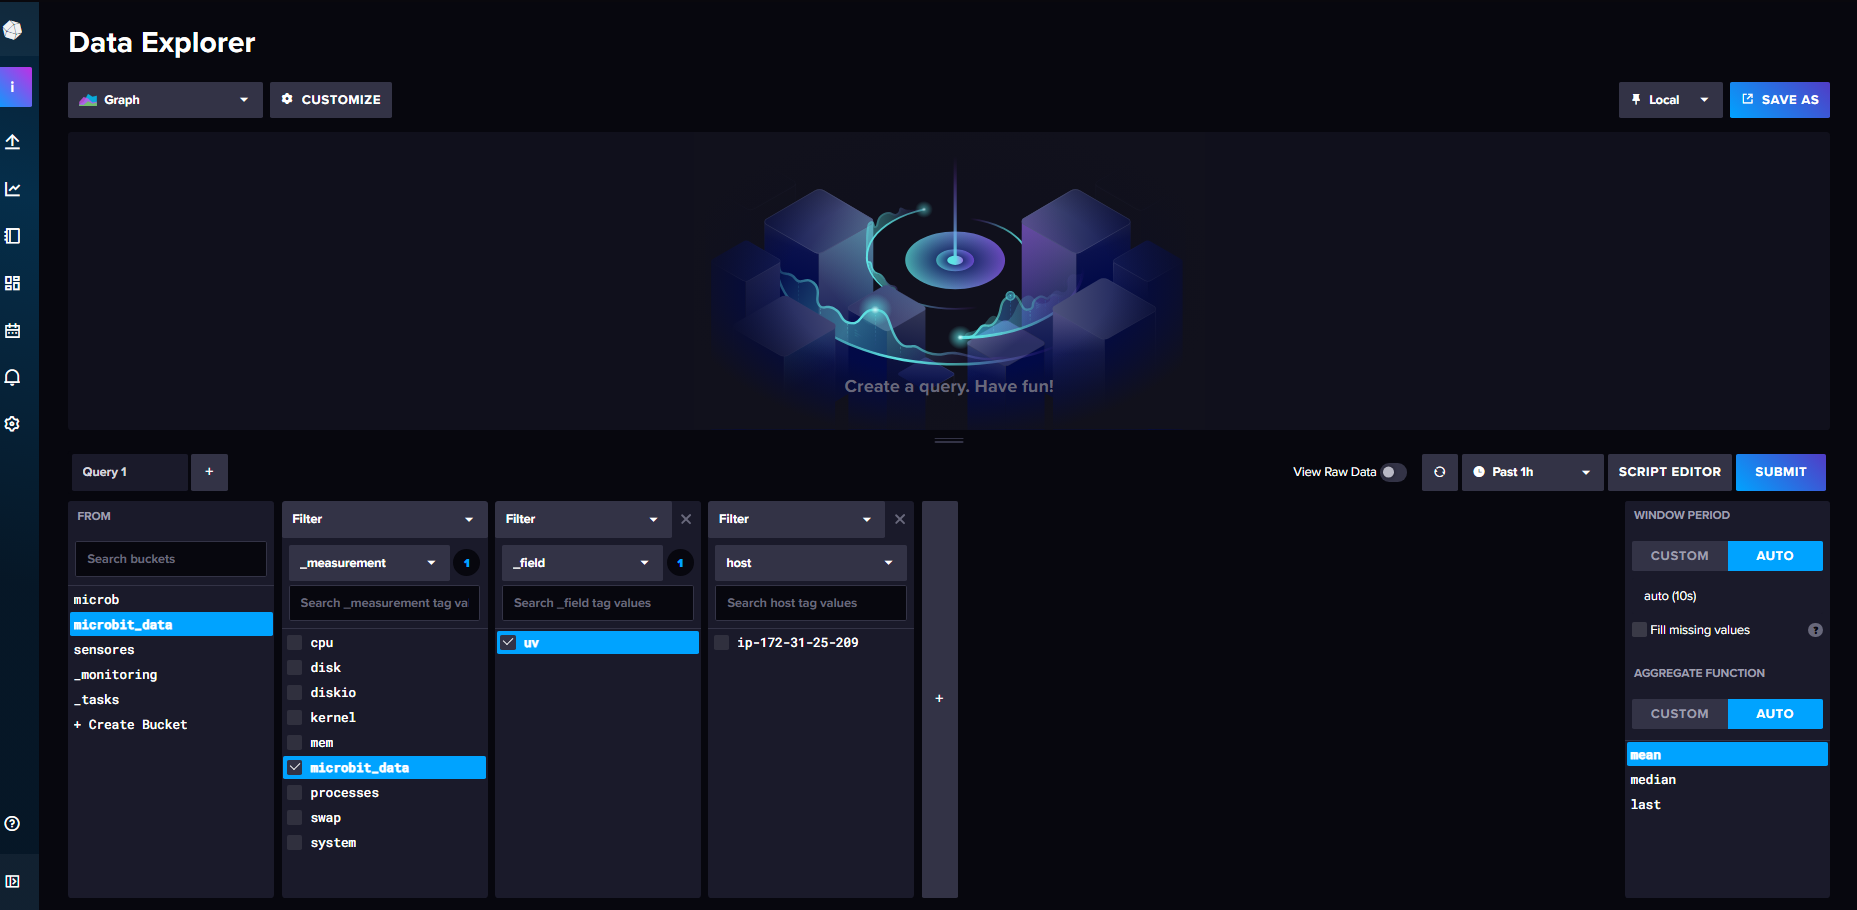 Data Explorer
i
Graph
CUSTOMIZE
Local
SAVE AS
Create a query. Have fun!
Query 1
+
View Raw Data
Past 1h
SCRIPT EDITOR
SUBMIT
FROM
Search buckets
microb
microbit_data
sensores
_monitoring
_tasks
+ Create Bucket
Filter
_measurement
1
Search _measurement tag va
cpu
disk
diskio
kernel
mem
microbit_data
processes
swap
system
Filter
_field
1
Search _field tag values
uv
Filter
host
Search host tag values
ip-172-31-25-209
+
WINDOW PERIOD
CUSTOM
AUTO
auto (10s)
Fill missing values
?
AGGREGATE FUNCTION
CUSTOM
AUTO
mean
median
last
?